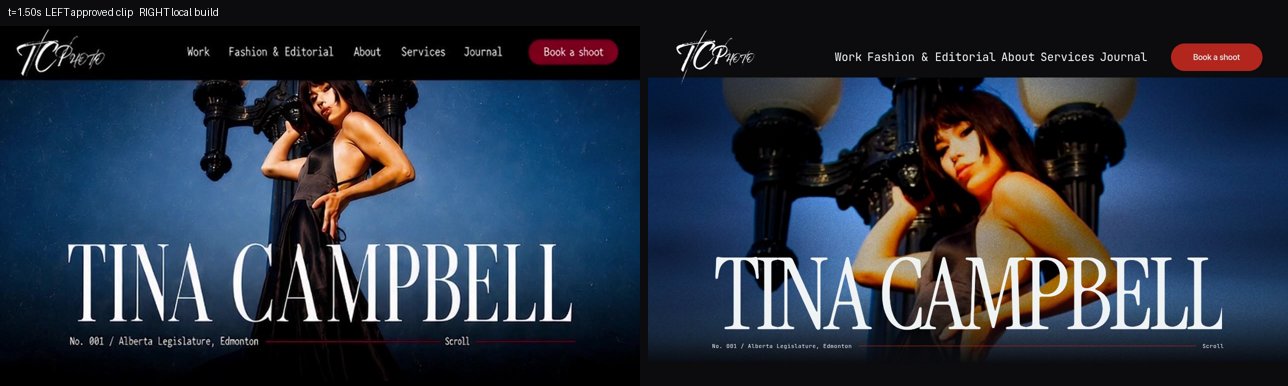 t=1.50s LEFT approved clip RIGHT local build
TCPhoto
Work Fashion & Editorial About Services Journal Book a shoot
TINA CAMPBELL
No. 001 / Alberta Legislature, Edmonton Scroll
TCPhoto
Work Fashion & Editorial About Services Journal Book a shoot
TINA CAMPBELL
No. 001 / Alberta Legislature, Edmonton Scroll